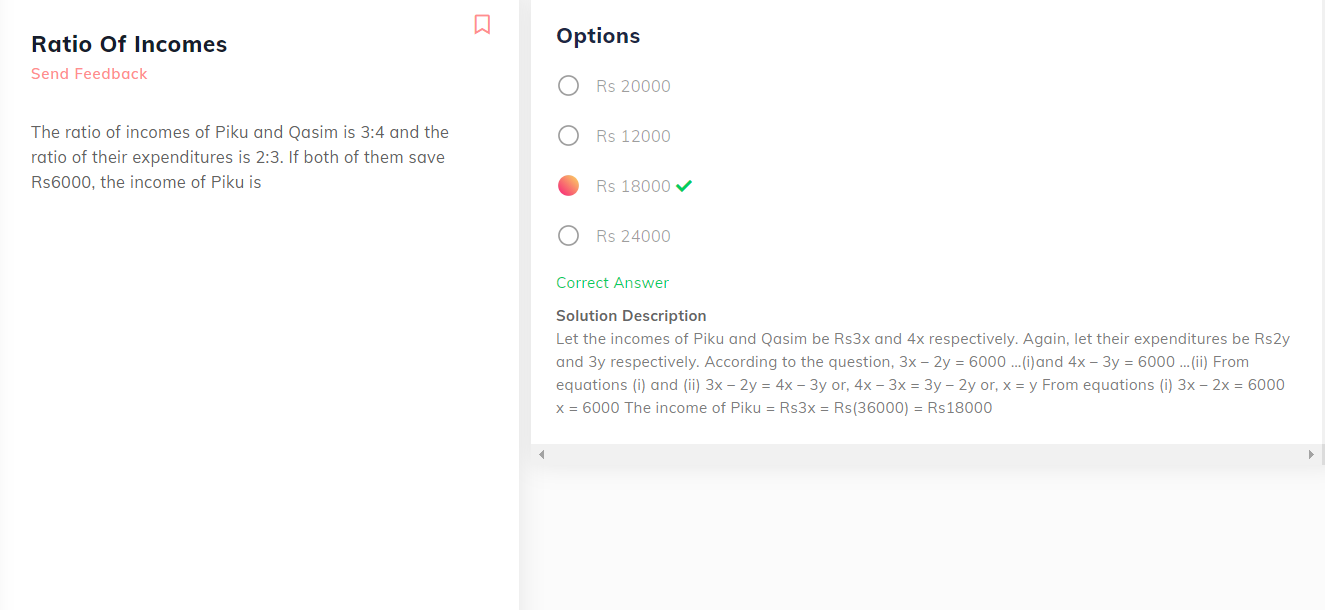 Ratio Of Incomes
Send Feedback
The ratio of incomes of Piku and Qasim is 3:4 and the
ratio of their expenditures is 2:3. If both of them save
Rs6000, the income of Piku is
Options
Rs 20000
Rs 12000
Rs 18000
Rs 24000
Correct Answer
Solution Description
Let the incomes of Piku and Qasim be Rs3x and 4x respectively. Again, let their expenditures be Rs2y
and 3y respectively. According to the question, 3x – 2y = 6000 ...(i)and 4x – 3y = 6000 ...(ii) From
equations (i) and (ii) 3x – 2y = 4x – 3y or, 4x – 3x = 3y – 2y or, x = y From equations (i) 3x – 2x = 6000
x = 6000 The income of Piku = Rs3x = Rs(36000) = Rs18000